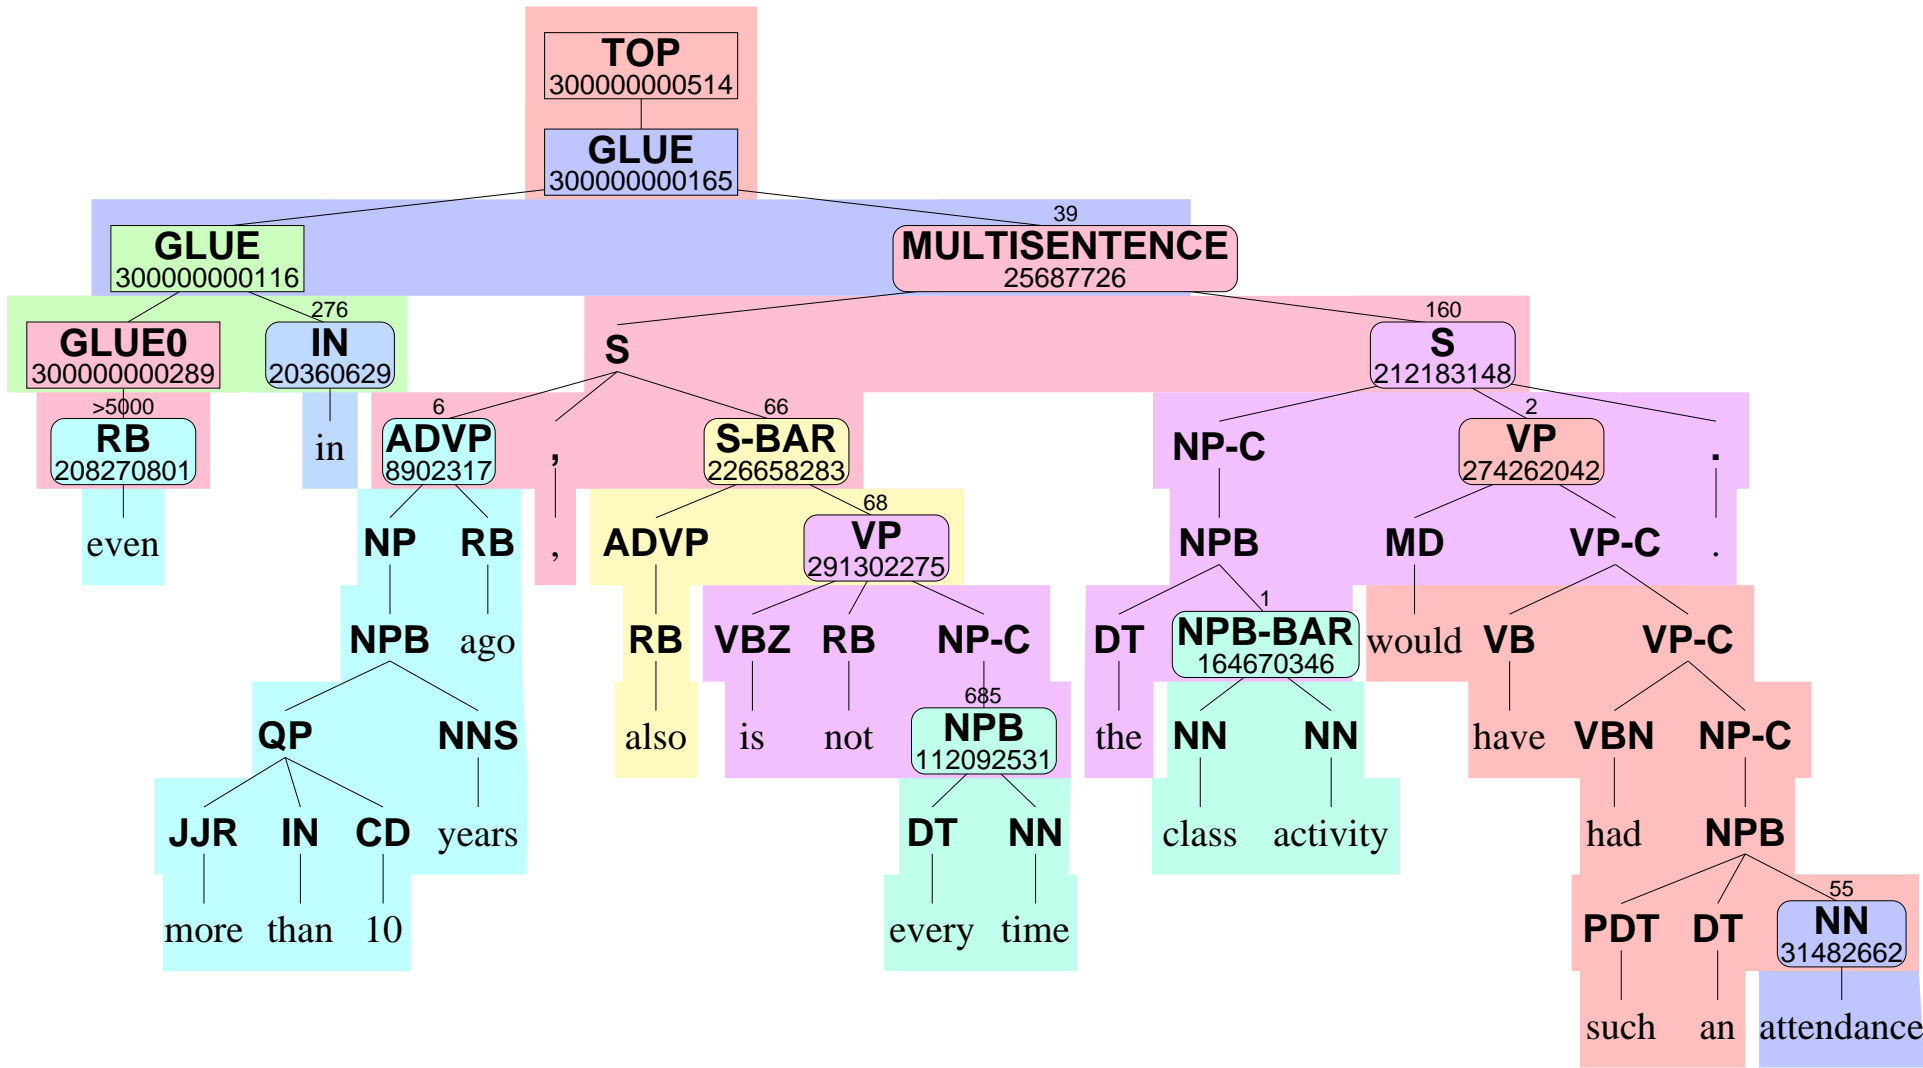 TOP
300000000514
GLUE
300000000165
39
GLUE
300000000116
MULTISENTENCE
25687726
276
160
GLUE0
300000000289
IN
20360629
S
S
212183148
>5000
6
66
2
RB
208270801
in
ADVP
8902317
,
S-BAR
226658283
NP-C
VP
274262042
.
68
even
NP
RB
,
ADVP
VP
291302275
NPB
MD
VP-C
.
1
NPB
ago
RB
VBZ
RB
NP-C
DT
NPB-BAR
164670346
would
VB
VP-C
685
QP
NNS
also
is
not
NPB
112092531
the
NN
NN
have
VBN
NP-C
JJR
IN
CD
years
DT
NN
class
activity
had
NPB
55
more
than
10
every
time
PDT
DT
NN
31482662
such
an
attendance